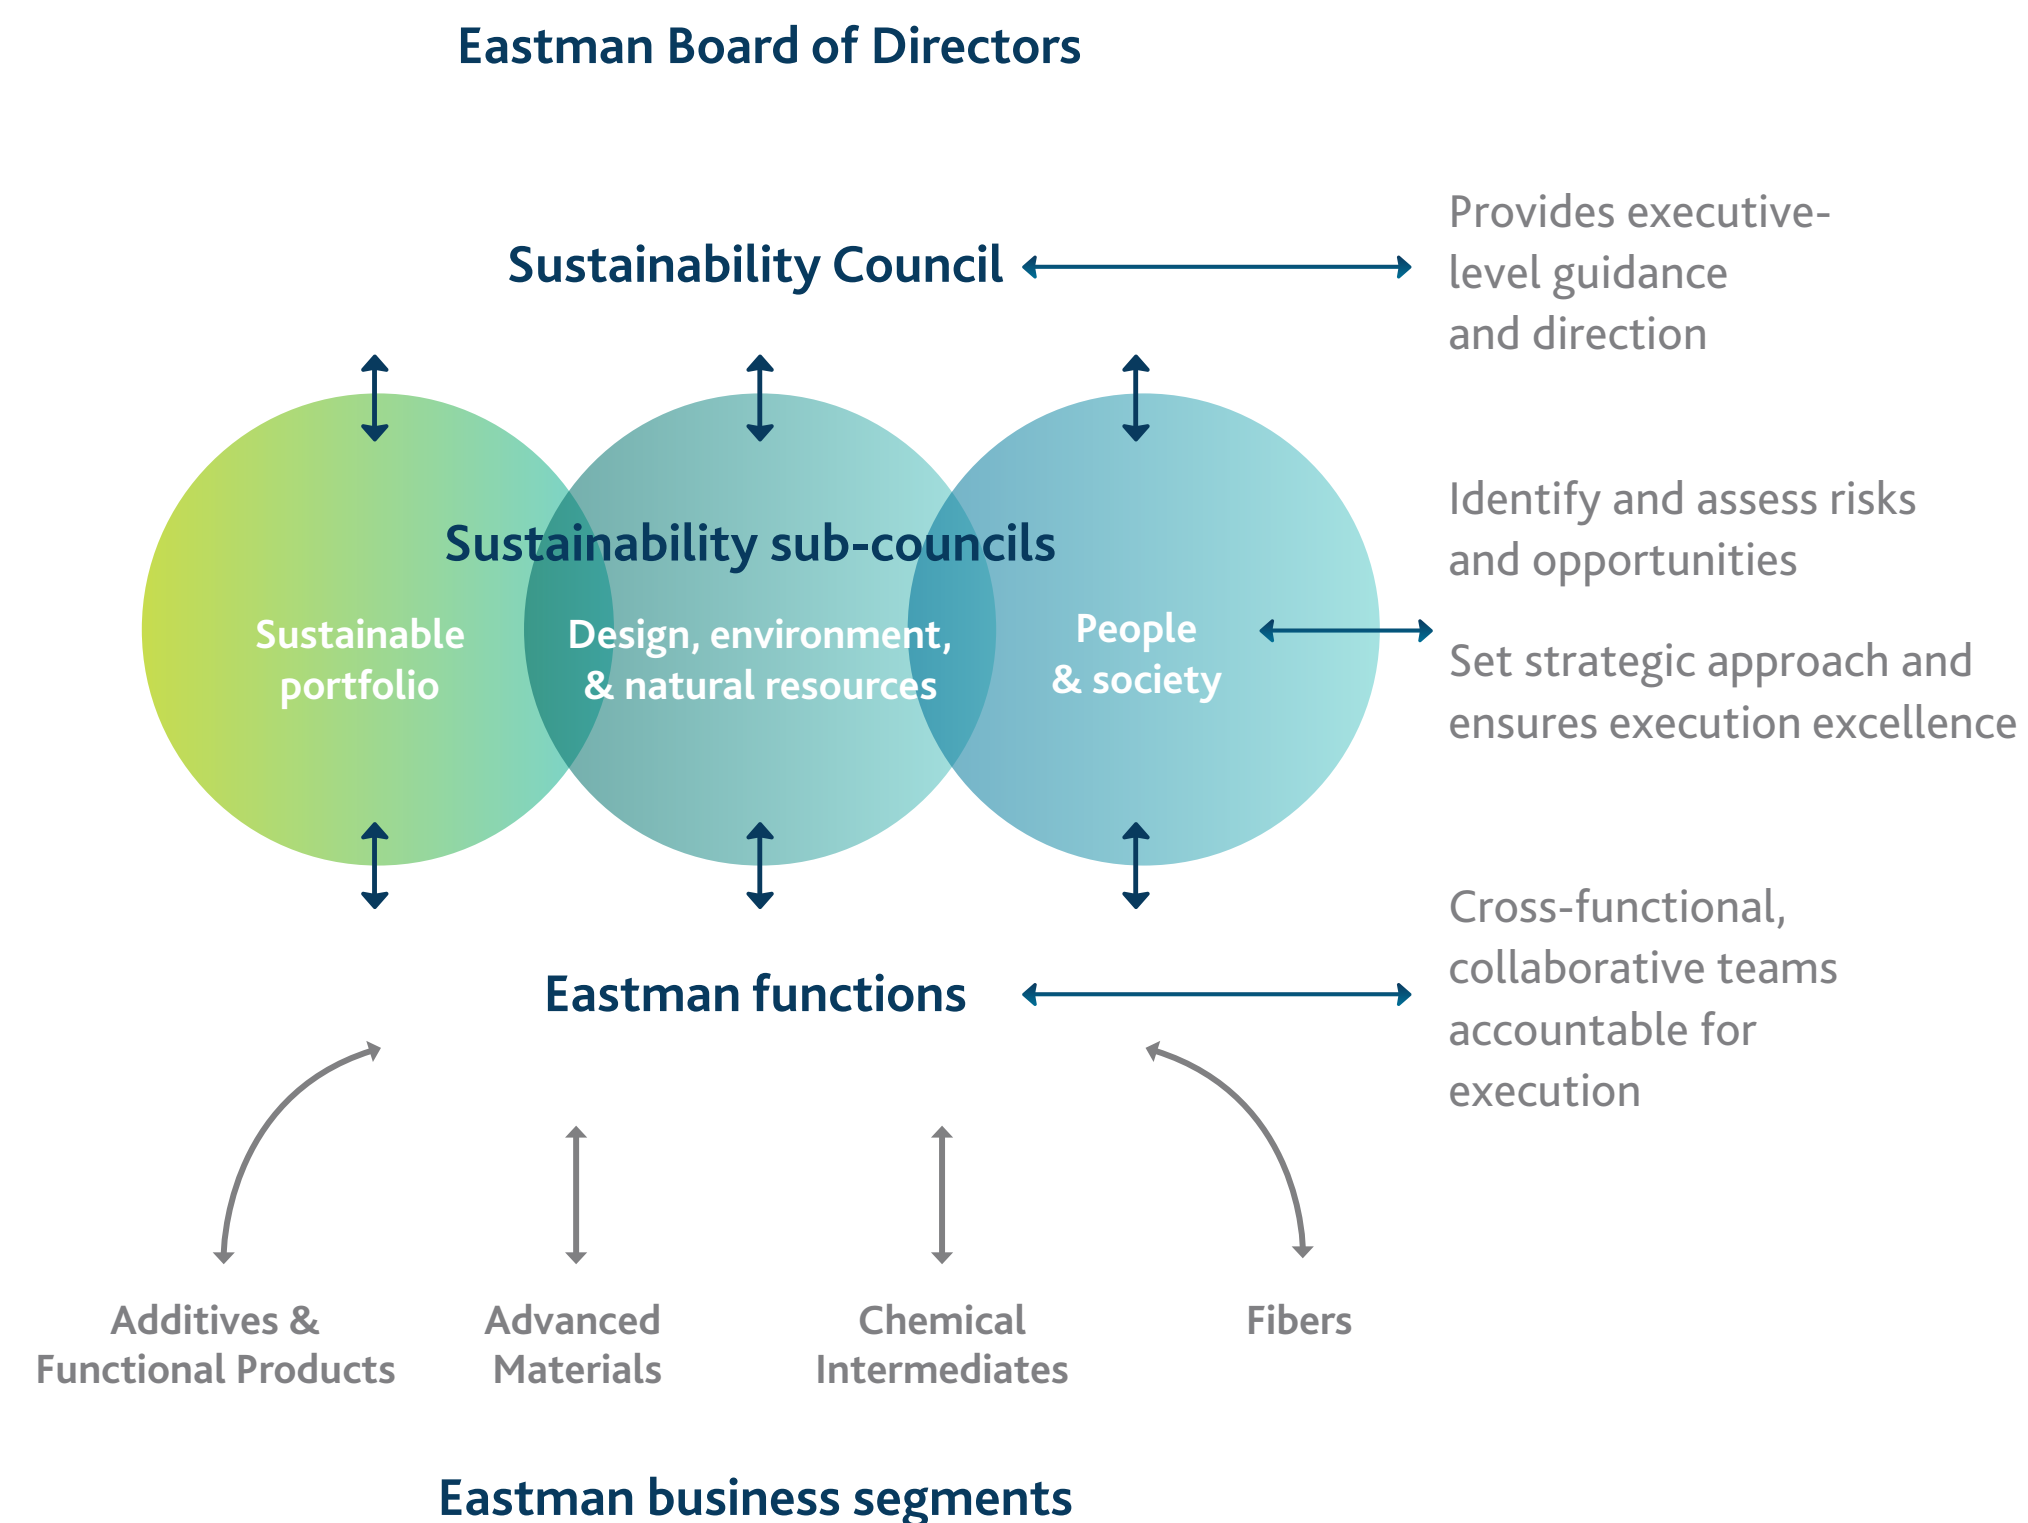 Eastman Board of Directors
Sustainability Council
Provides executive-
level guidance
and direction
Sustainability sub-councils
Sustainable
portfolio
Design, environment,
& natural resources
People
& society
Identify and assess risks
and opportunities
Set strategic approach and
ensures execution excellence
Eastman functions
Cross-functional,
collaborative teams
accountable for
execution
Additives &
Functional Products
Advanced
Materials
Chemical
Intermediates
Fibers
Eastman business segments